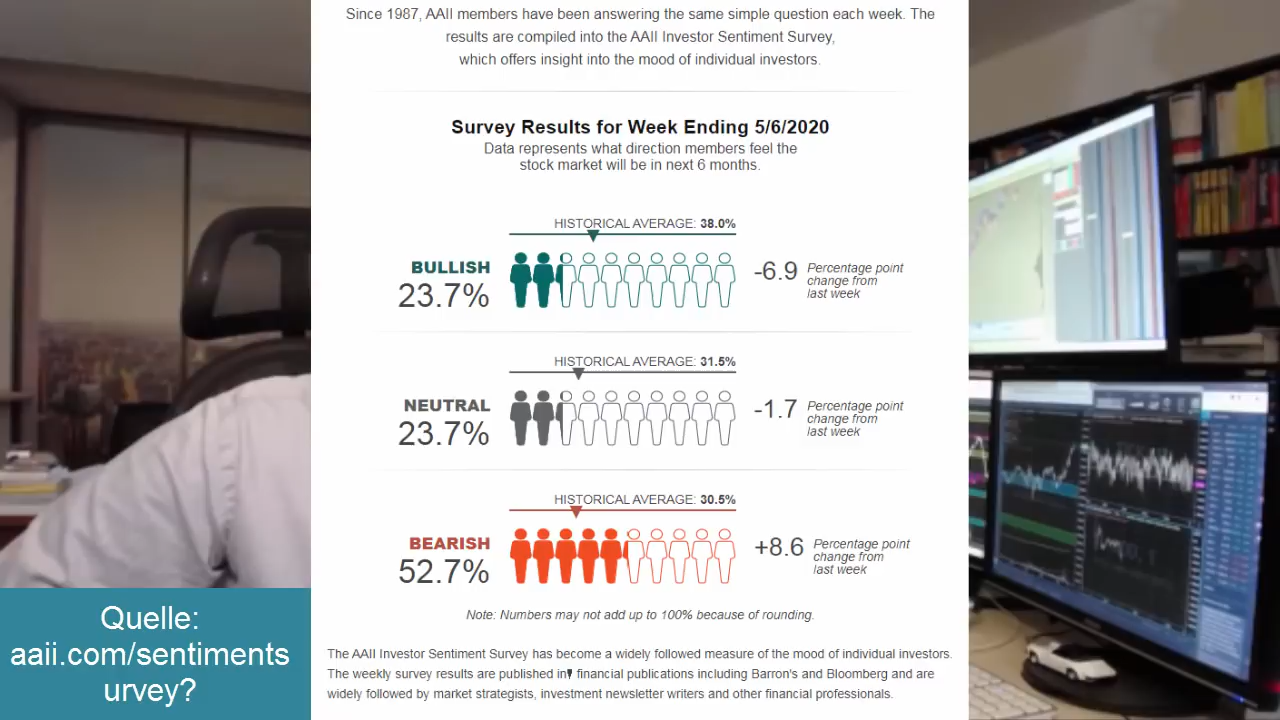 Since 1987, AAII members have been answering the same simple question each week. The
results are compiled into the AAII Investor Sentiment Survey,
which offers insight into the mood of individual investors.
Survey Results for Week Ending 5/6/2020
Data represents what direction members feel the
stock market will be in next 6 months.
HISTORICAL AVERAGE: 38.0%
BULLISH
23.7%
-6.9
Percentage point
change from
last week
HISTORICAL AVERAGE: 31.5%
NEUTRAL
23.7%
-1.7
Percentage point
change from
last week
HISTORICAL AVERAGE: 30.5%
BEARISH
52.7%
+8.6
Percentage point
change from
last week
Note: Numbers may not add up to 100% because of rounding.
The AAII Investor Sentiment Survey has become a widely followed measure of the mood of individual investors.
The weekly survey results are published in financial publications including Barron's and Bloomberg and are
widely followed by market strategists, investment newsletter writers and other financial professionals.
Quelle:
aaii.com/sentiments
urvey?